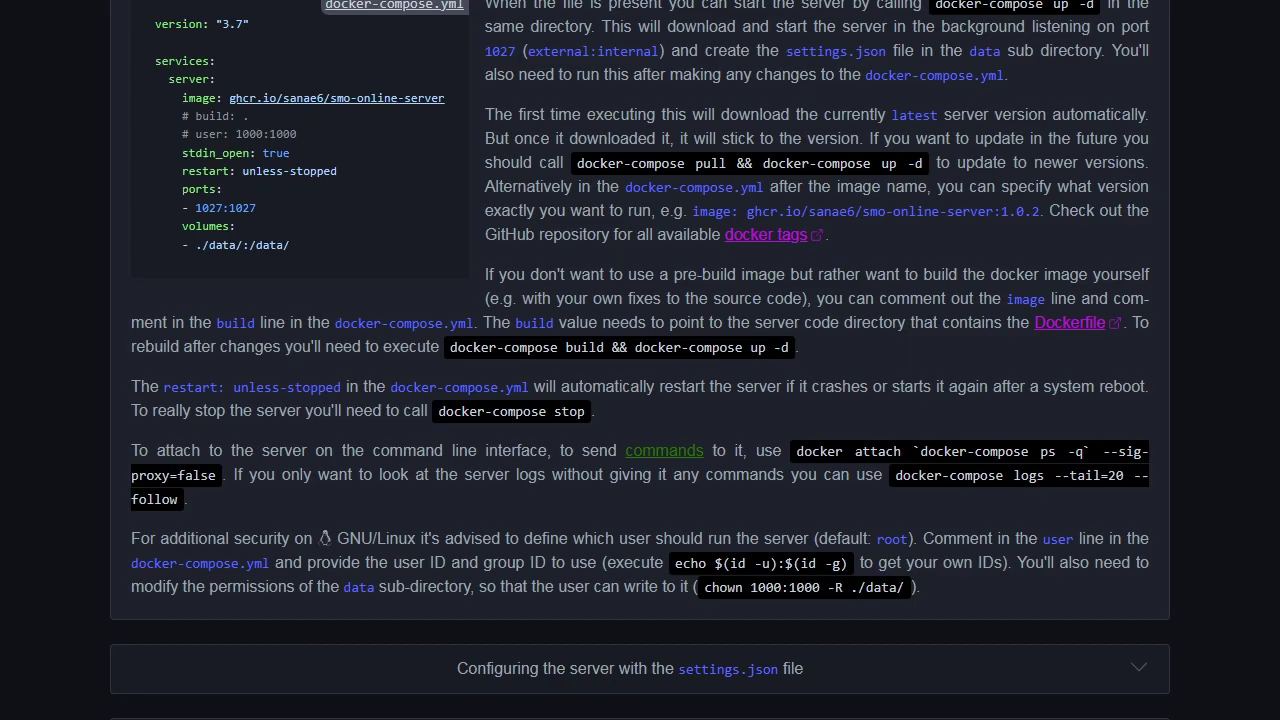 docker-compose.yml
version: "3.7"
services:
server:
image: ghcr.io/sanae6/smo-online-server
# build: .
# user: 1000:1000
stdin_open: true
restart: unless-stopped
ports:
- 1027:1027
volumes:
- ./data/:/data/
When the file is present you can start the server by calling docker-compose up -d in the
same directory. This will download and start the server in the background listening on port
1027 (external:internal) and create the settings.json file in the data sub directory. You'll
also need to run this after making any changes to the docker-compose.yml.
The first time executing this will download the currently latest server version automatically.
But once it downloaded it, it will stick to the version. If you want to update in the future you
should call docker-compose pull && docker-compose up -d to update to newer versions.
Alternatively in the docker-compose.yml after the image name, you can specify what version
exactly you want to run, e.g. image: ghcr.io/sanae6/smo-online-server:1.0.2. Check out the
GitHub repository for all available docker tags.
If you don't want to use a pre-build image but rather want to build the docker image yourself
(e.g. with your own fixes to the source code), you can comment out the image line and com-
ment in the build line in the docker-compose.yml. The build value needs to point to the server code directory that contains the Dockerfile. To
rebuild after changes you'll need to execute docker-compose build && docker-compose up -d.
The restart: unless-stopped in the docker-compose.yml will automatically restart the server if it crashes or starts it again after a system reboot.
To really stop the server you'll need to call docker-compose stop.
To attach to the server on the command line interface, to send commands to it, use docker attach `docker-compose ps -q` --sig-
proxy=false. If you only want to look at the server logs without giving it any commands you can use docker-compose logs --tail=20 --
follow.
For additional security on GNU/Linux it's advised to define which user should run the server (default: root). Comment in the user line in the
docker-compose.yml and provide the user ID and group ID to use (execute echo $(id -u):$(id -g) to get your own IDs). You'll also need to
modify the permissions of the data sub-directory, so that the user can write to it (chown 1000:1000 -R ./data/).
Configuring the server with the settings.json file